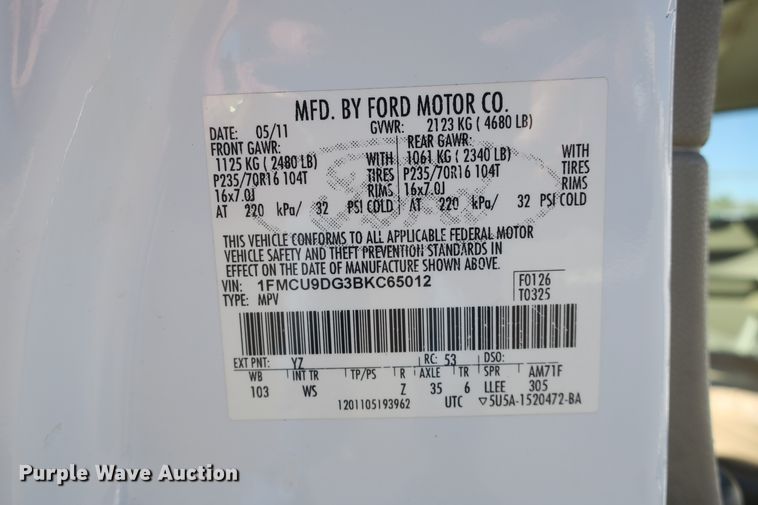 MFD. BY FORD MOTOR CO.
DATE: 05/11 GVWR: 2123 KG ( 4680 LB)
FRONT GAWR: REAR GAWR:
1125 KG ( 2480 LB) WITH 1061 KG ( 2340 LB) WITH
P235/70R16 104T TIRES P235/70R16 104T TIRES
16x7.0J RIMS 16x7.0J RIMS
AT 220 kPa/ 32 PSI COLD AT 220 kPa/ 32 PSI COLD
THIS VEHICLE CONFORMS TO ALL APPLICABLE FEDERAL MOTOR
VEHICLE SAFETY AND THEFT PREVENTION STANDARDS IN
EFFECT ON THE DATE OF MANUFACTURE SHOWN ABOVE.
VIN: 1FMCU9DG3BKC65012 F0126
TYPE: MPV T0325
EXT PNT: YZ RC: 53 DSO:
WB INT TR TP/PS R AXLE TR SPR AM71F
103 WS Z 35 6 LLEE 305
1201105193962 UTC ▽5U5A-1520472-BA
Purple Wave Auction